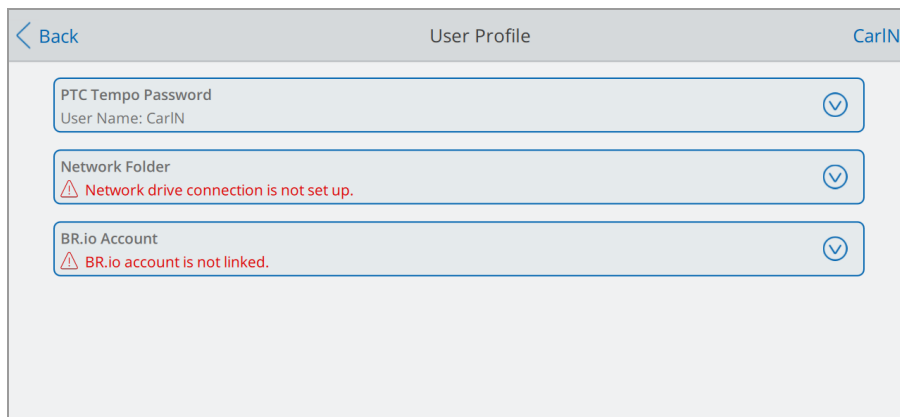 Back
User Profile
CarlN
PTC Tempo Password
User Name: CarlN
Network Folder
Network drive connection is not set up.
BR.io Account
BR.io account is not linked.